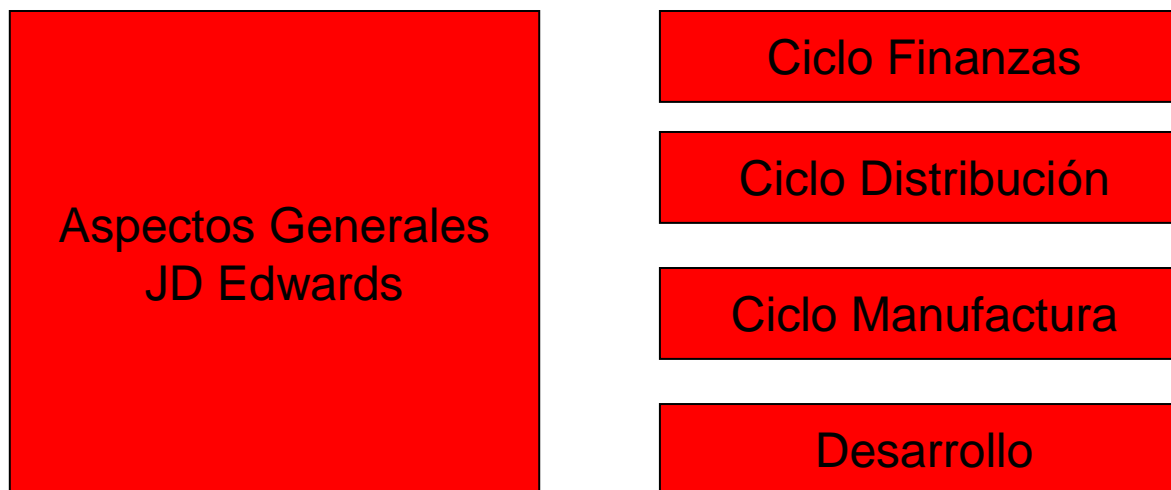 Aspectos Generales
JD Edwards
Ciclo Finanzas
Ciclo Distribución
Ciclo Manufactura
Desarrollo